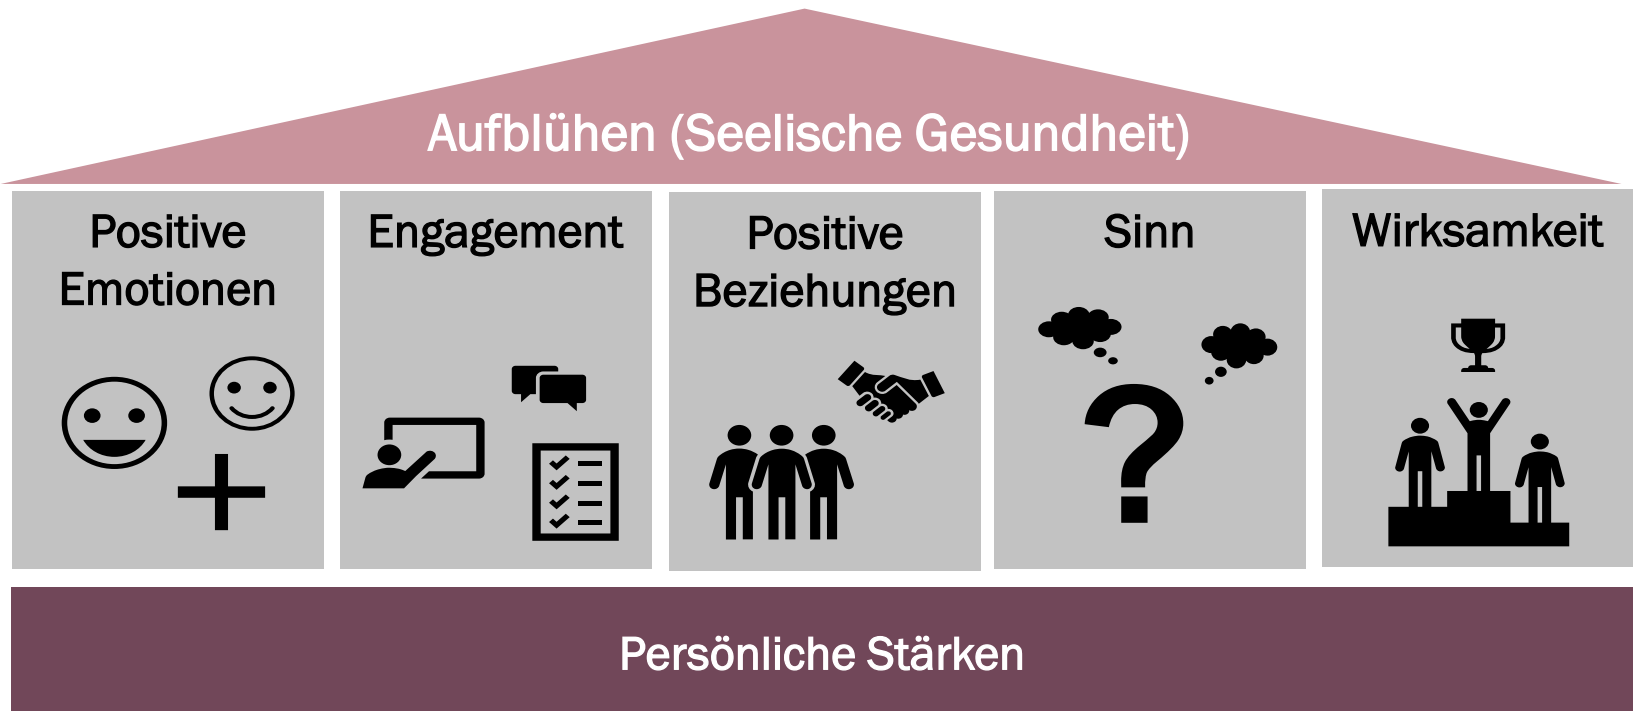 Aufblühen (Seelische Gesundheit)
Positive
Emotionen
Engagement
Positive
Beziehungen
Sinn
?
Wirksamkeit
Persönliche Stärken